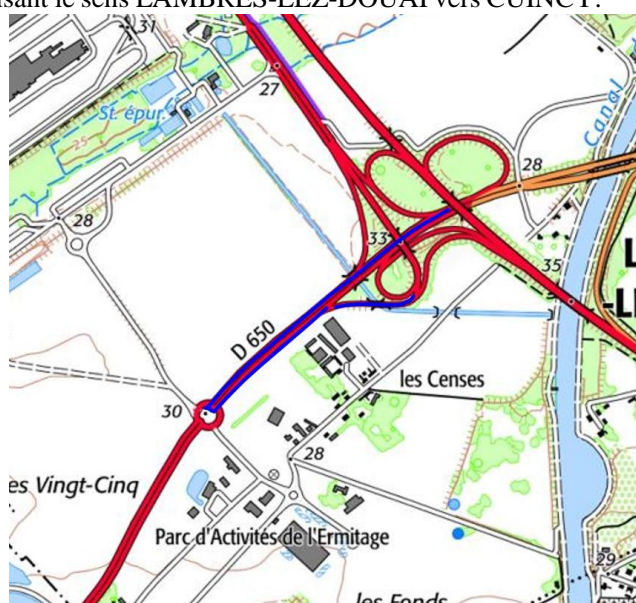 sant le sens LAMBRES-LEZ-DOUAI vers CUINCY.
31
27
St. épur.
25
Canal
28
28
33
35
L
-LE
D 650
les Censes
30
28
es Vingt-Cinq
Parc d'Activités de l'Ermitage
29
les Fonds